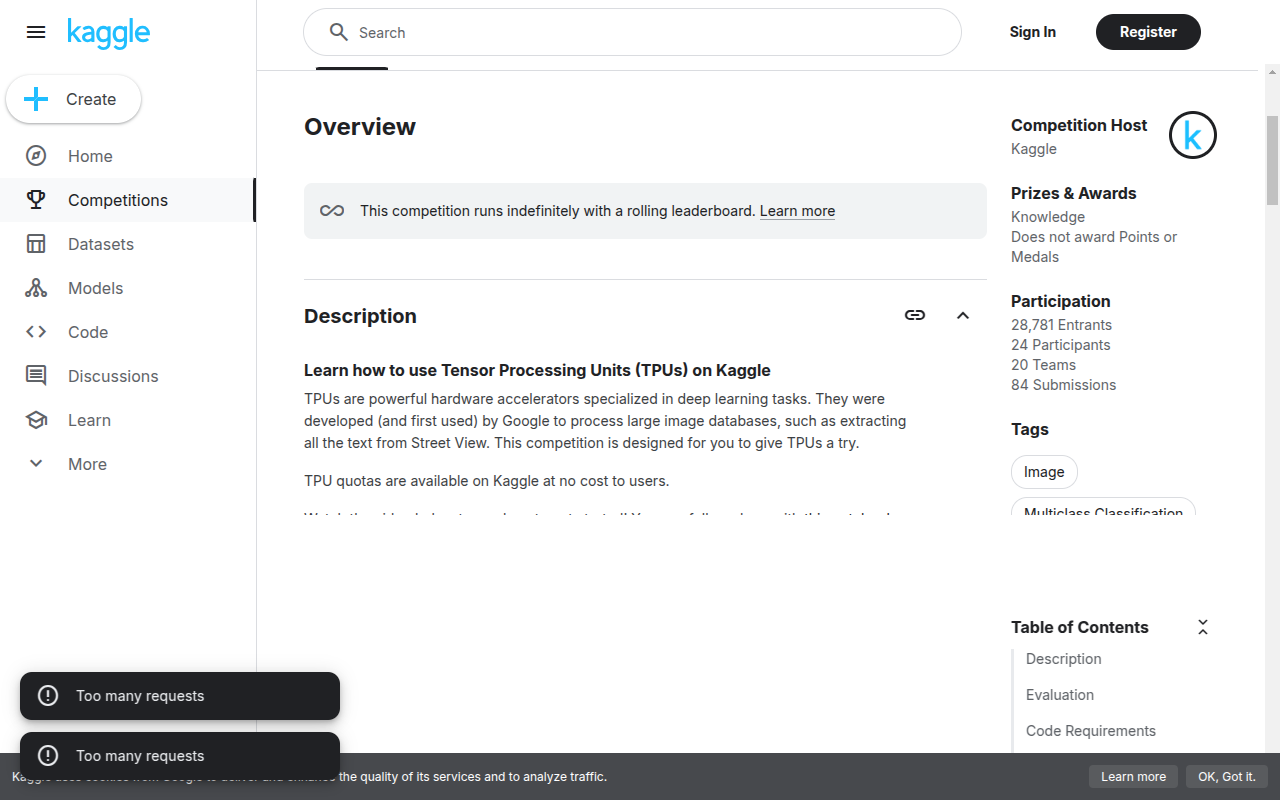 kaggle
Search
Sign In
Register
Create
Home
Competitions
Datasets
Models
Code
Discussions
Learn
More
Overview
This competition runs indefinitely with a rolling leaderboard. Learn more
Description
Learn how to use Tensor Processing Units (TPUs) on Kaggle
TPUs are powerful hardware accelerators specialized in deep learning tasks. They were
developed (and first used) by Google to process large image databases, such as extracting
all the text from Street View. This competition is designed for you to give TPUs a try.
TPU quotas are available on Kaggle at no cost to users.
Competition Host
Kaggle
Prizes & Awards
Knowledge
Does not award Points or
Medals
Participation
28,781 Entrants
24 Participants
20 Teams
84 Submissions
Tags
Image
Multiclass Classification
Table of Contents
Description
Evaluation
Code Requirements
Too many requests
Too many requests
the quality of its services and to analyze traffic.
Learn more
OK, Got it.